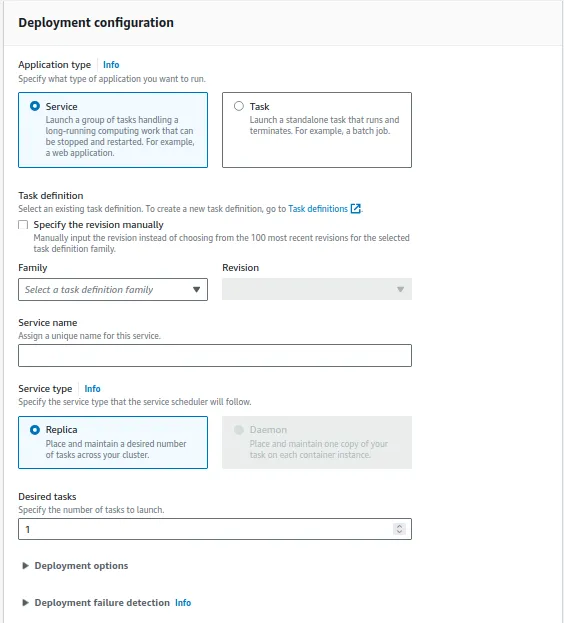 Deployment configuration
Application type Info
Specify what type of application you want to run.
Service
Launch a group of tasks handling a
long-running computing work that can
be stopped and restarted. For example,
a web application.
Task
Launch a standalone task that runs and
terminates. For example, a batch job.
Task definition
Select an existing task definition. To create a new task definition, go to Task definitions.
Specify the revision manually
Manually input the revision instead of choosing from the 100 most recent revisions for the selected
task definition family.
Family
Revision
Select a task definition family
Service name
Assign a unique name for this service.
Service type Info
Specify the service type that the service scheduler will follow.
Replica
Place and maintain a desired number
of tasks across your cluster.
Daemon
Place and maintain one copy of your
task on each container instance.
Desired tasks
Specify the number of tasks to launch.
1
Deployment options
Deployment failure detection Info